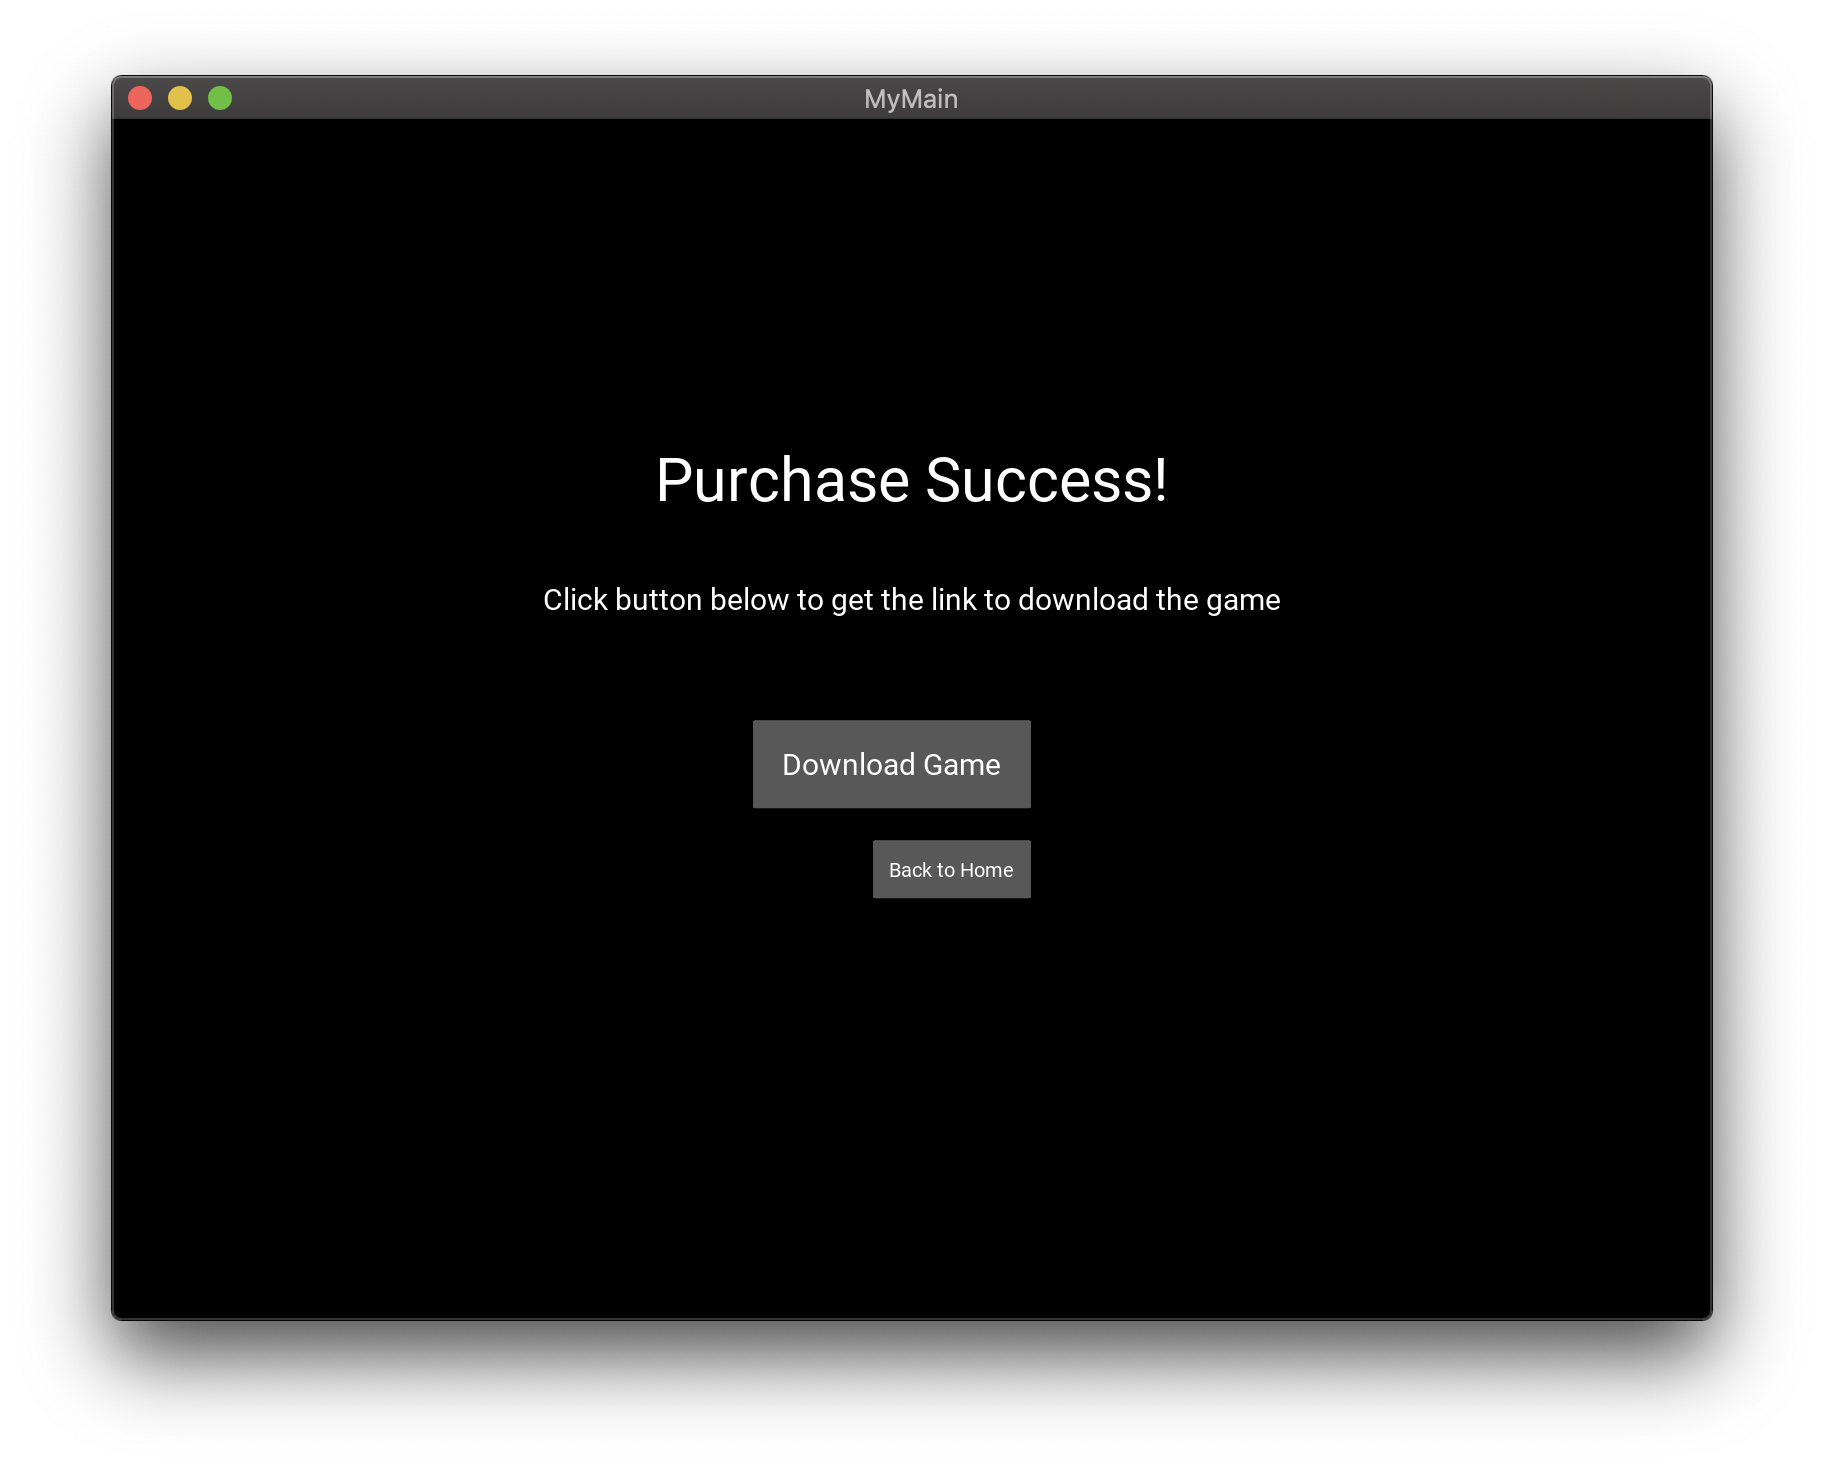 MyMain
Purchase Success!
Click button below to get the link to download the game
Download Game
Back to Home